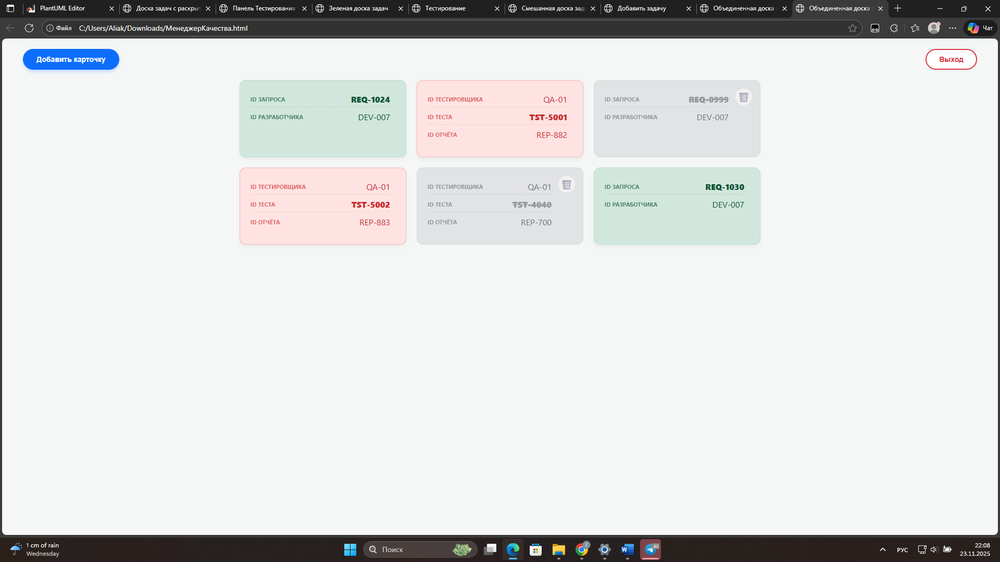 PlantUML Editor
Доска задач с раскры
Панель Тестирования
Зеленая доска задач
Тестирование
Смешанная доска зад
Добавить задачу
Объединенная доска
Объединенная доска
Файл C:/Users/Aliak/Downloads/МенеджерКачества.html
Чат
Добавить карточку
Выход
ID ЗАПРОСА REQ-1024
ID РАЗРАБОТЧИКА DEV-007
ID ТЕСТИРОВЩИКА QA-01
ID ТЕСТА TST-5001
ID ОТЧЁТА REP-882
ID ЗАПРОСА REQ-0999
ID РАЗРАБОТЧИКА DEV-007
ID ТЕСТИРОВЩИКА QA-01
ID ТЕСТА TST-5002
ID ОТЧЁТА REP-883
ID ТЕСТИРОВЩИКА QA-01
ID ТЕСТА TST-4040
ID ОТЧЁТА REP-700
ID ЗАПРОСА REQ-1030
ID РАЗРАБОТЧИКА DEV-007
1 cm of rain
Wednesday
Поиск
Z
W
80
РУС
22:08
23.11.2025